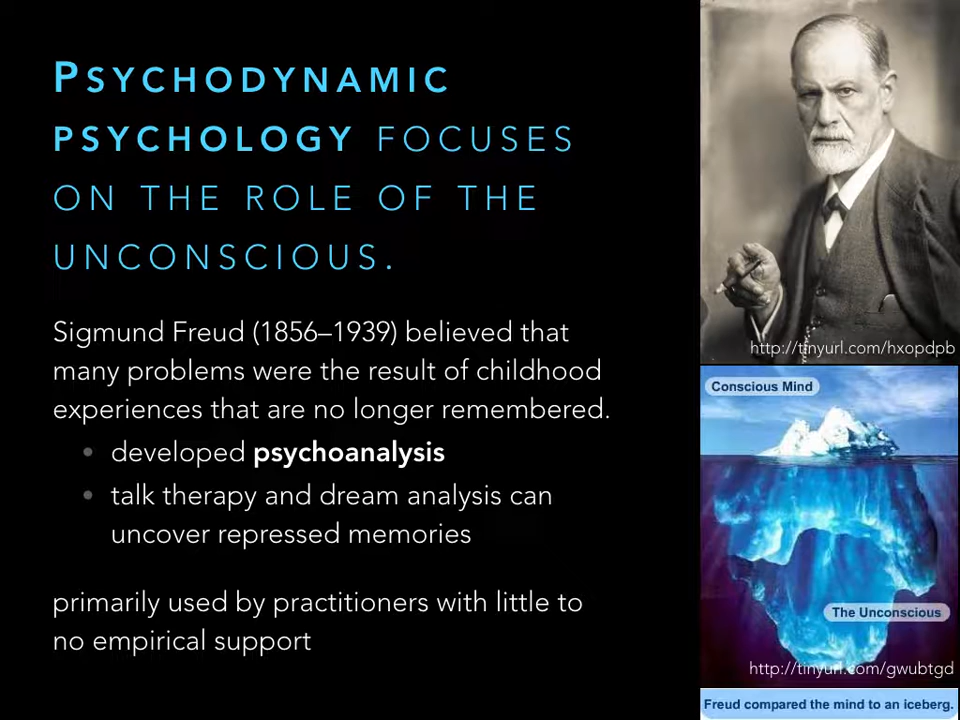 PSYCHODYNAMIC
PSYCHOLOGY FOCUSES
ON THE ROLE OF THE
UNCONSCIOUS.
Sigmund Freud (1856–1939) believed that
many problems were the result of childhood
experiences that are no longer remembered.
• developed psychoanalysis
• talk therapy and dream analysis can
uncover repressed memories
primarily used by practitioners with little to
no empirical support
http://tinyurl.com/hxopdpb
Conscious Mind
The Unconscious
http://tinyurl.com/gwubtgd
Freud compared the mind to an iceberg.